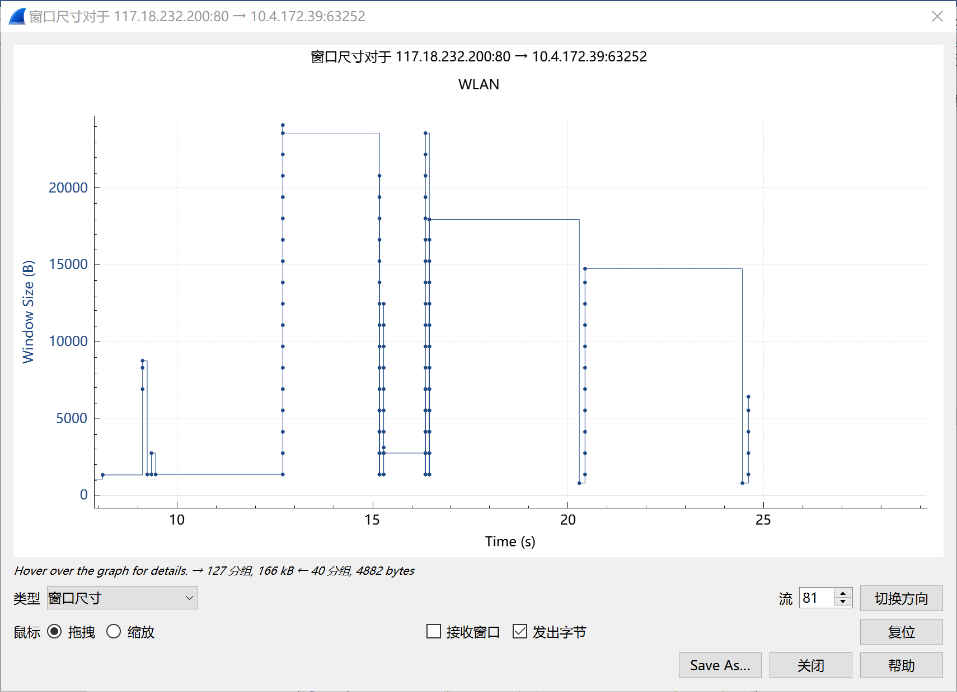 窗口尺寸对于 117.18.232.200:80 → 10.4.172.39:63252
窗口尺寸对于 117.18.232.200:80 → 10.4.172.39:63252
WLAN
Window Size (B)
20000
15000
10000
5000
0
10 15 20 25
Time (s)
Hover over the graph for details. → 127 分组, 166 kB ← 40 分组, 4882 bytes
类型 窗口尺寸 流 81 切换方向
鼠标 拖拽 缩放 接收窗口 发出字节 复位
Save As... 关闭 帮助